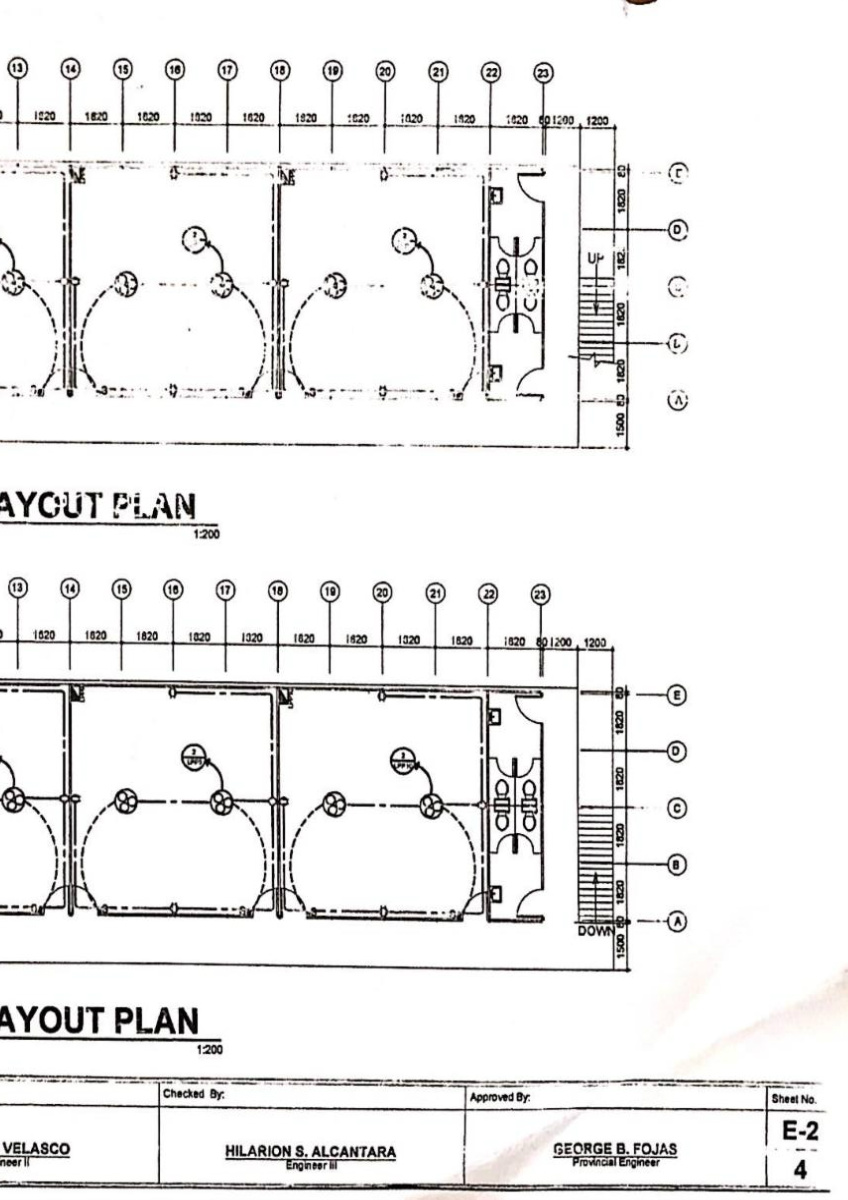 13 14 15 16 17 18 19 20 21 22 23
1820 1820 1820 1820 1820 1820 1820 1820 1820 1820 80 1200 1200
80
1820
D
UP
1820
1820
A
1500 80
AYOUT PLAN
1:200
13 14 15 16 17 18 19 20 21 22 23
1820 1820 1820 1820 1820 1820 1820 1820 1820 1820 80 1200 1200
80 E
1820
D
1820
C
1820
B
1820
80 A
DOWN
1500
AYOUT PLAN
1:200
Checked By: Approved By: Sheet No.
VELASCO HILARION S. ALCANTARA GEORGE B. FOJAS E-2
neer II Engineer III Provincial Engineer 4